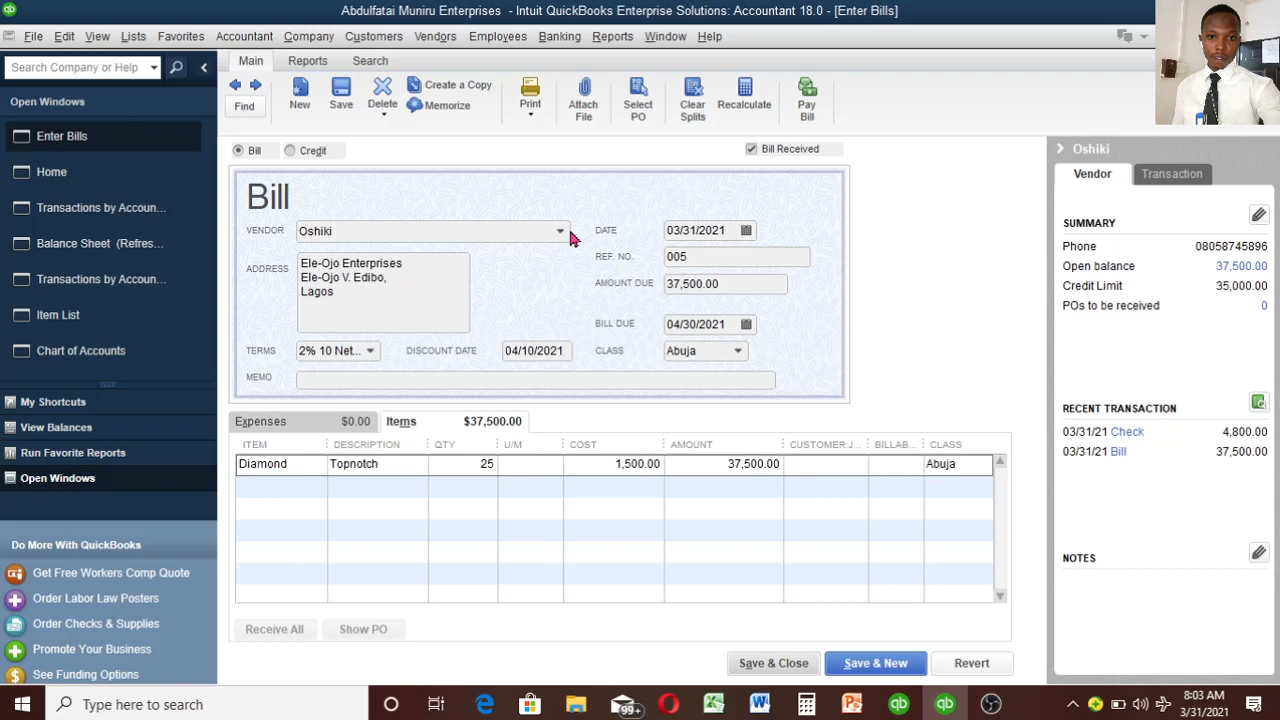 Abdulfatai Muniru Enterprises - Intuit QuickBooks Enterprise Solutions: Accountant 18.0 - [Enter Bills]
File Edit View Lists Favorites Accountant Company Customers Vendors Employees Banking Reports Window Help
Search Company or Help
Main Reports Search
Find
New
Save
Delete
Create a Copy
Memorize
Print
Attach File
Select PO
Clear Splits
Recalculate
Pay Bill
Open Windows
Enter Bills
Home
Transactions by Accoun...
Balance Sheet (Refres...
Transactions by Accoun...
Item List
Chart of Accounts
My Shortcuts
View Balances
Run Favorite Reports
Open Windows
Do More With QuickBooks
Get Free Workers Comp Quote
Order Labor Law Posters
Order Checks & Supplies
Promote Your Business
See Funding Options
Bill Credit Bill Received
Bill
VENDOR Oshiki DATE 03/31/2021
REF. NO. 005
ADDRESS Ele-Ojo Enterprises
Ele-Ojo V. Edibo,
Lagos
AMOUNT DUE 37,500.00
BILL DUE 04/30/2021
TERMS 2% 10 Net... DISCOUNT DATE 04/10/2021 CLASS Abuja
MEMO
Expenses $0.00 Items $37,500.00
ITEM DESCRIPTION QTY U/M COST AMOUNT CUSTOMER:J... BILLAB... CLASS
Diamond Topnotch 25 1,500.00 37,500.00 Abuja
Receive All Show PO
Save & Close Save & New Revert
Oshiki
Vendor Transaction
SUMMARY
Phone 08058745896
Open balance 37,500.00
Credit Limit 35,000.00
POs to be received 0
RECENT TRANSACTION
03/31/21 Check 4,800.00
03/31/21 Bill 37,500.00
NOTES
Type here to search
99+
8:03 AM
3/31/2021